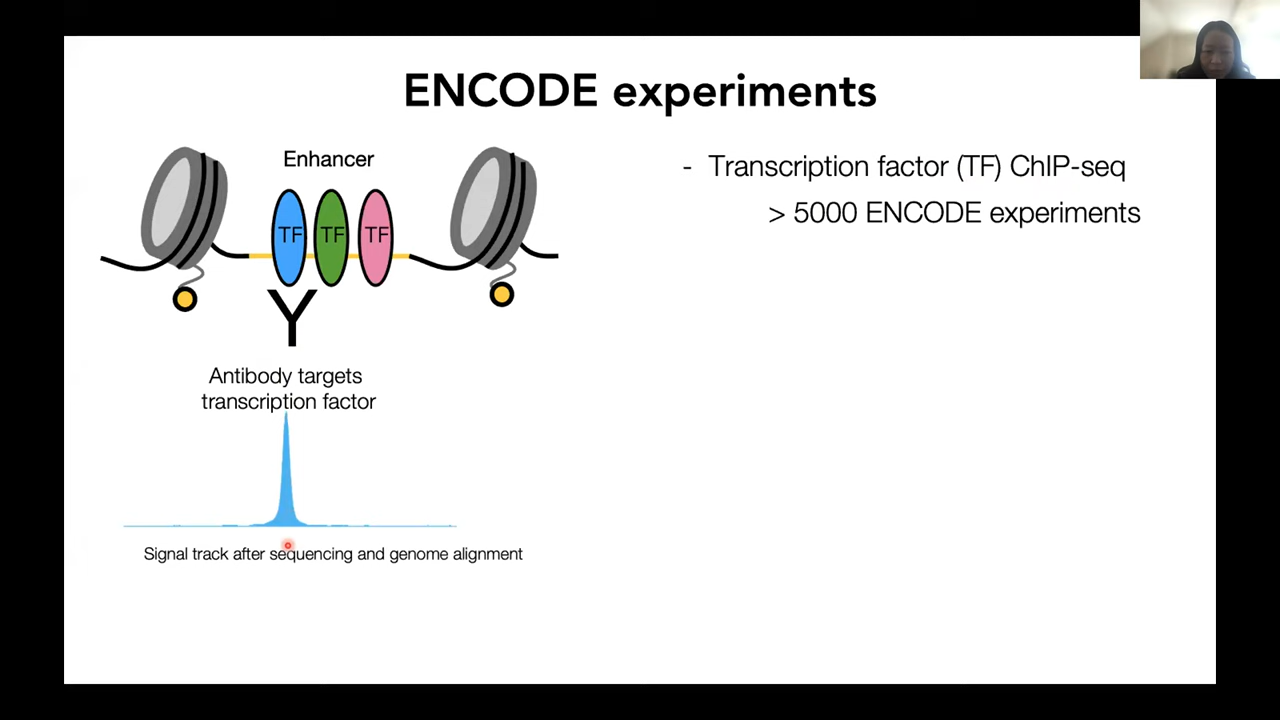 ENCODE experiments
Enhancer
TF TF TF
Antibody targets
transcription factor
Signal track after sequencing and genome alignment
- Transcription factor (TF) ChIP-seq
> 5000 ENCODE experiments